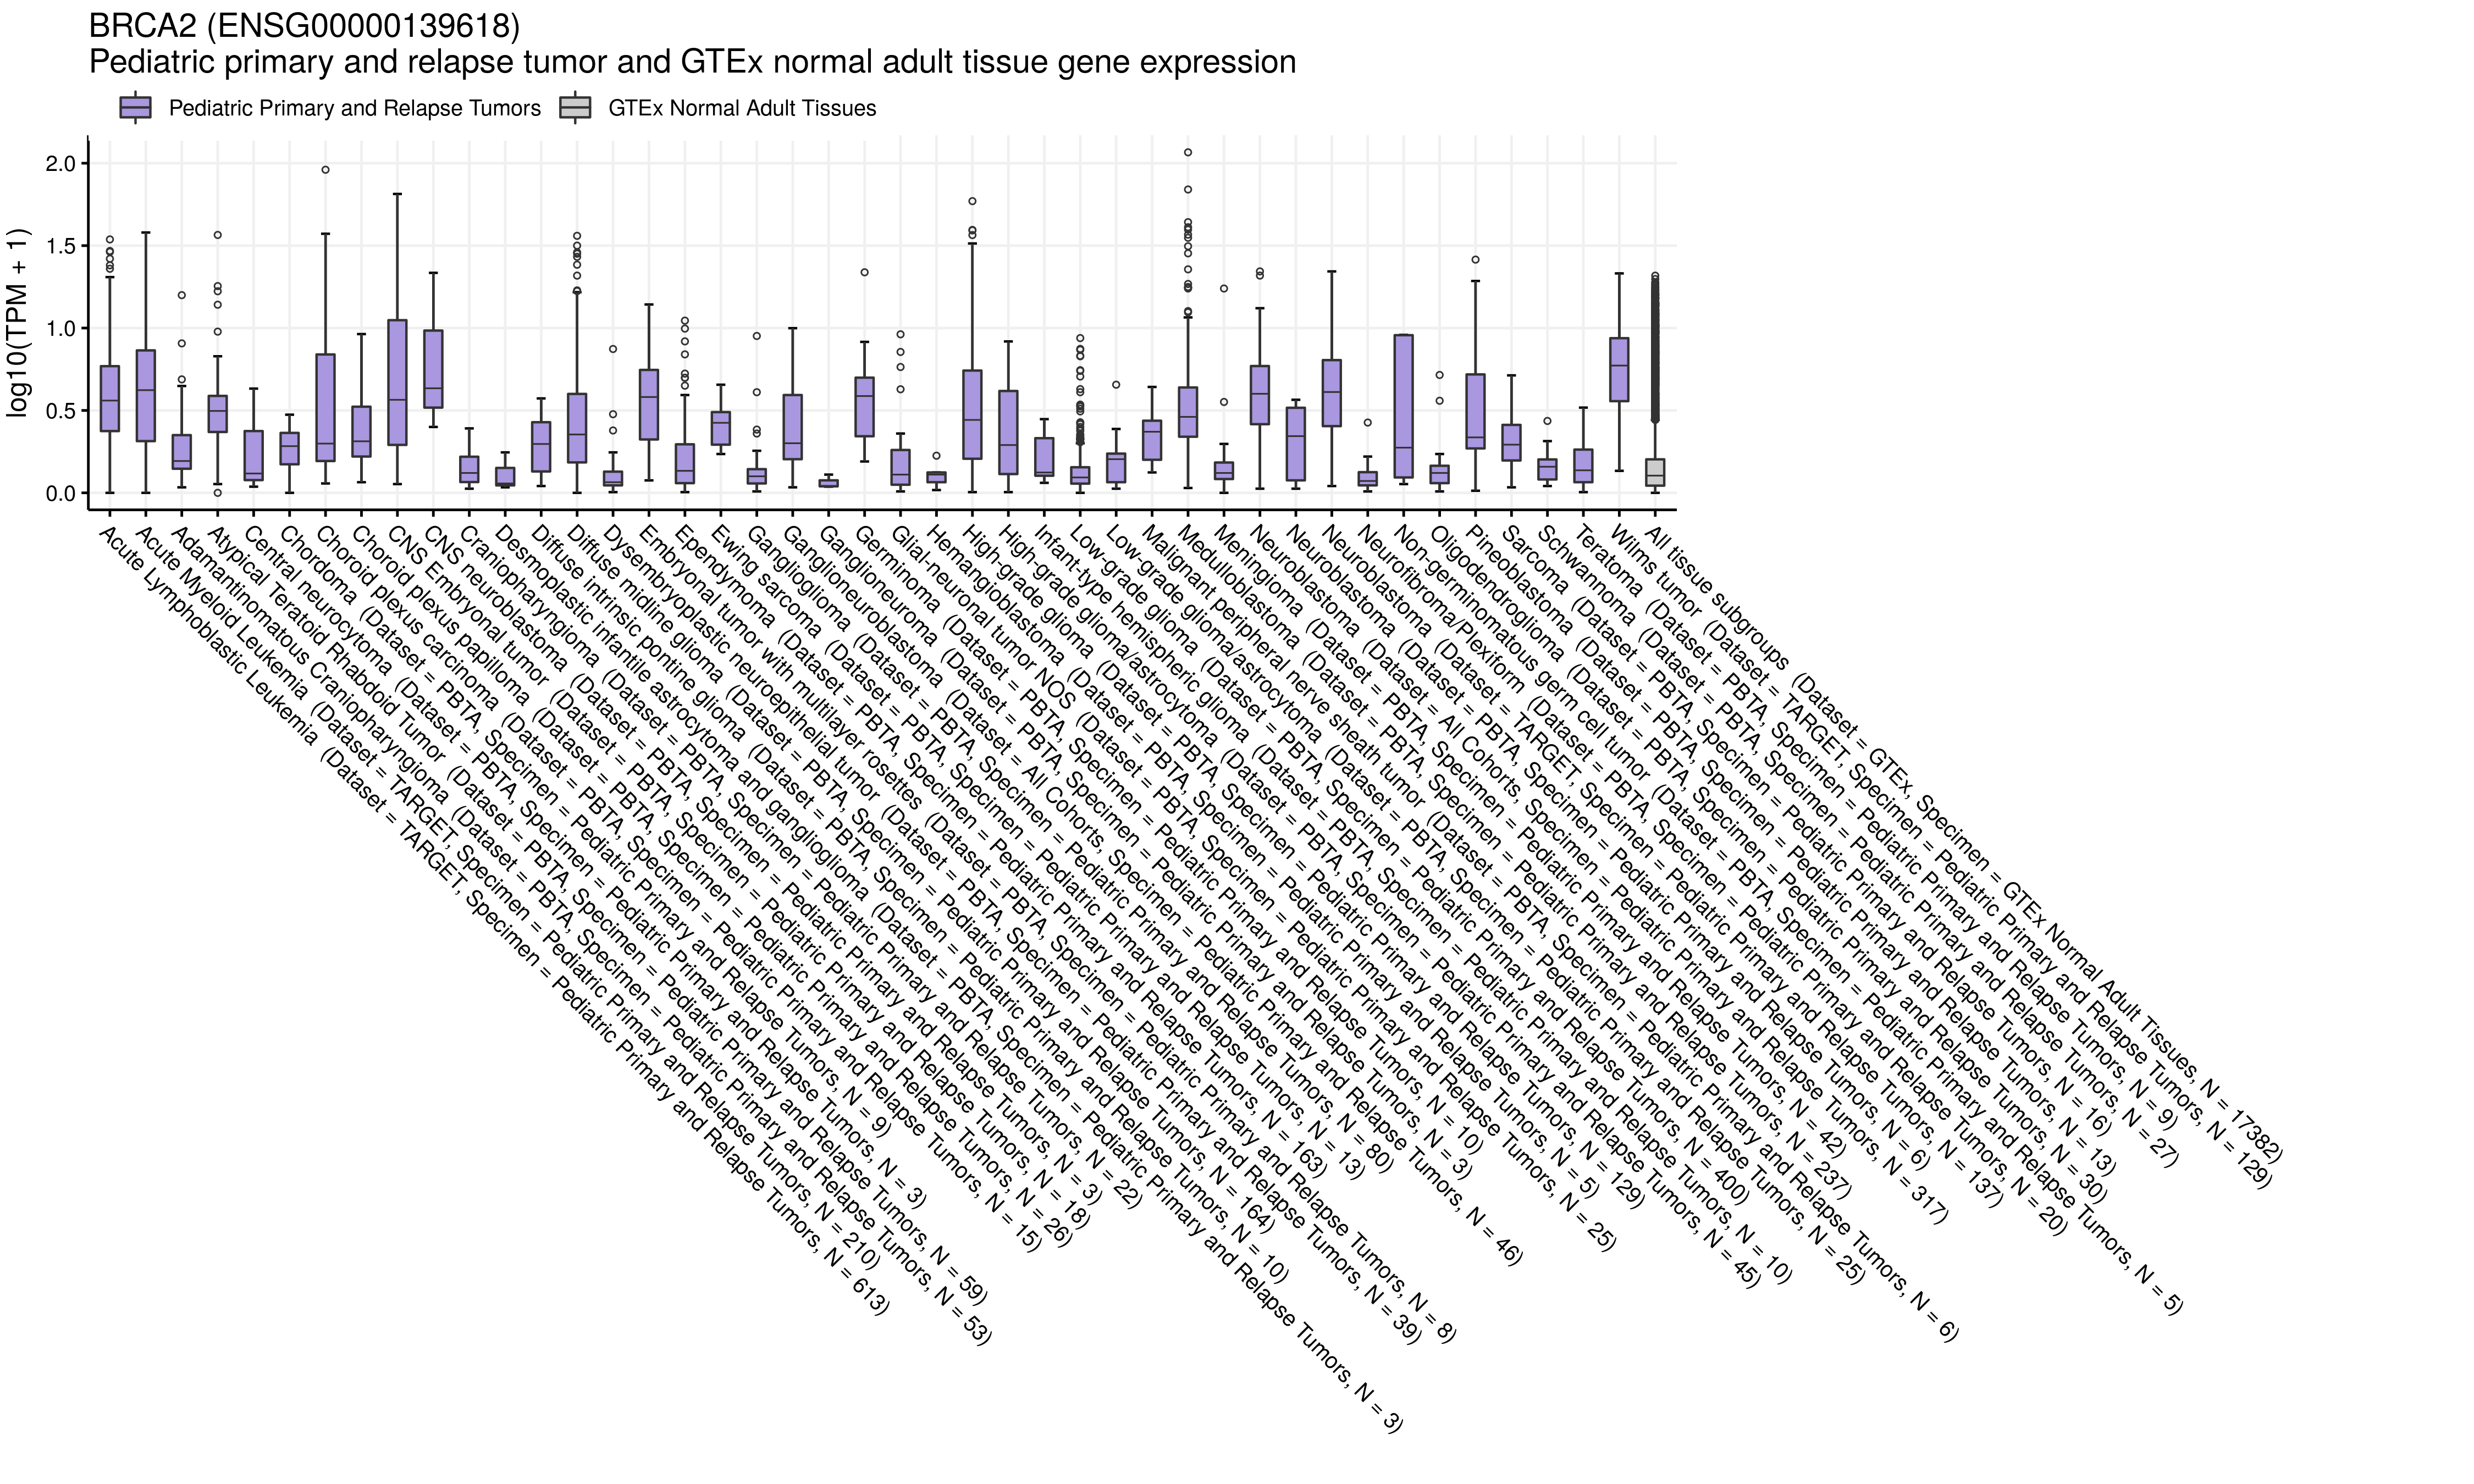 BRCA2 (ENSG00000139618)
Pediatric primary and relapse tumor and GTEx normal adult tissue gene expression
Pediatric Primary and Relapse Tumors
GTEx Normal Adult Tissues
log10(TPM + 1)
2.0
1.5
1.0
0.5
0.0
Acute Lymphoblastic Leukemia (Dataset = TARGET, Specimen = Pediatric Primary and Relapse Tumors, N = 613)
Acute Myeloid Leukemia (Dataset = TARGET, Specimen = Pediatric Primary and Relapse Tumors, N = 210)
Adamantinomatous Craniopharyngioma (Dataset = PBTA, Specimen = Pediatric Primary and Relapse Tumors, N = 53)
Atypical Teratoid Rhabdoid Tumor (Dataset = PBTA, Specimen = Pediatric Primary and Relapse Tumors, N = 59)
Central neurocytoma (Dataset = PBTA, Specimen = Pediatric Primary and Relapse Tumors, N = 3)
Chordoma (Dataset = PBTA, Specimen = Pediatric Primary and Relapse Tumors, N = 9)
Choroid plexus carcinoma (Dataset = PBTA, Specimen = Pediatric Primary and Relapse Tumors, N = 15)
Choroid plexus papilloma (Dataset = PBTA, Specimen = Pediatric Primary and Relapse Tumors, N = 26)
CNS Embryonal tumor (Dataset = PBTA, Specimen = Pediatric Primary and Relapse Tumors, N = 18)
CNS neuroblastoma (Dataset = PBTA, Specimen = Pediatric Primary and Relapse Tumors, N = 3)
Craniopharyngioma (Dataset = PBTA, Specimen = Pediatric Primary and Relapse Tumors, N = 22)
Desmoplastic infantile astrocytoma and ganglioglioma (Dataset = PBTA, Specimen = Pediatric Primary and Relapse Tumors, N = 3)
Diffuse intrinsic pontine glioma (Dataset = PBTA, Specimen = Pediatric Primary and Relapse Tumors, N = 10)
Diffuse midline glioma (Dataset = PBTA, Specimen = Pediatric Primary and Relapse Tumors, N = 164)
Dysembryoplastic neuroepithelial tumor (Dataset = PBTA, Specimen = Pediatric Primary and Relapse Tumors, N = 39)
Embryonal tumor with multilayer rosettes (Dataset = PBTA, Specimen = Pediatric Primary and Relapse Tumors, N = 8)
Ependymoma (Dataset = PBTA, Specimen = Pediatric Primary and Relapse Tumors, N = 163)
Ewing sarcoma (Dataset = PBTA, Specimen = Pediatric Primary and Relapse Tumors, N = 13)
Ganglioglioma (Dataset = PBTA, Specimen = Pediatric Primary and Relapse Tumors, N = 80)
Ganglioneuroblastoma (Dataset = All Cohorts, Specimen = Pediatric Primary and Relapse Tumors, N = 46)
Ganglioneuroma (Dataset = PBTA, Specimen = Pediatric Primary and Relapse Tumors, N = 3)
Germinoma (Dataset = PBTA, Specimen = Pediatric Primary and Relapse Tumors, N = 10)
Glial-neuronal tumor NOS (Dataset = PBTA, Specimen = Pediatric Primary and Relapse Tumors, N = 25)
Hemangioblastoma (Dataset = PBTA, Specimen = Pediatric Primary and Relapse Tumors, N = 5)
High-grade glioma (Dataset = PBTA, Specimen = Pediatric Primary and Relapse Tumors, N = 129)
High-grade glioma/astrocytoma (Dataset = PBTA, Specimen = Pediatric Primary and Relapse Tumors, N = 45)
Infant-type hemispheric glioma (Dataset = PBTA, Specimen = Pediatric Primary and Relapse Tumors, N = 10)
Low-grade glioma (Dataset = PBTA, Specimen = Pediatric Primary and Relapse Tumors, N = 400)
Low-grade glioma/astrocytoma (Dataset = PBTA, Specimen = Pediatric Primary and Relapse Tumors, N = 25)
Malignant peripheral nerve sheath tumor (Dataset = PBTA, Specimen = Pediatric Primary and Relapse Tumors, N = 6)
Medulloblastoma (Dataset = PBTA, Specimen = Pediatric Primary and Relapse Tumors, N = 237)
Meningioma (Dataset = PBTA, Specimen = Pediatric Primary and Relapse Tumors, N = 42)
Neuroblastoma (Dataset = All Cohorts, Specimen = Pediatric Primary and Relapse Tumors, N = 317)
Neuroblastoma (Dataset = PBTA, Specimen = Pediatric Primary and Relapse Tumors, N = 6)
Neuroblastoma (Dataset = TARGET, Specimen = Pediatric Primary and Relapse Tumors, N = 137)
Neurofibroma/Plexiform (Dataset = PBTA, Specimen = Pediatric Primary and Relapse Tumors, N = 20)
Non-germinomatous germ cell tumor (Dataset = PBTA, Specimen = Pediatric Primary and Relapse Tumors, N = 5)
Oligodendroglioma (Dataset = PBTA, Specimen = Pediatric Primary and Relapse Tumors, N = 30)
Pineoblastoma (Dataset = PBTA, Specimen = Pediatric Primary and Relapse Tumors, N = 13)
Sarcoma (Dataset = PBTA, Specimen = Pediatric Primary and Relapse Tumors, N = 16)
Schwannoma (Dataset = PBTA, Specimen = Pediatric Primary and Relapse Tumors, N = 27)
Teratoma (Dataset = PBTA, Specimen = Pediatric Primary and Relapse Tumors, N = 9)
Wilms tumor (Dataset = TARGET, Specimen = Pediatric Primary and Relapse Tumors, N = 129)
All tissue subgroups (Dataset = GTEx, Specimen = GTEx Normal Adult Tissues, N = 17382)